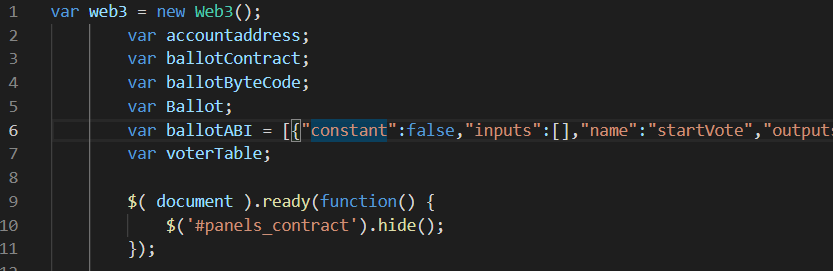 1 var web3 = new Web3();
2 var accountaddress;
3 var ballotContract;
4 var ballotByteCode;
5 var Ballot;
6 var ballotABI = [{"constant":false,"inputs":[],"name":"startVote","outputs
7 var voterTable;
8
9 $( document ).ready(function() {
10 $('#panels_contract').hide();
11 });